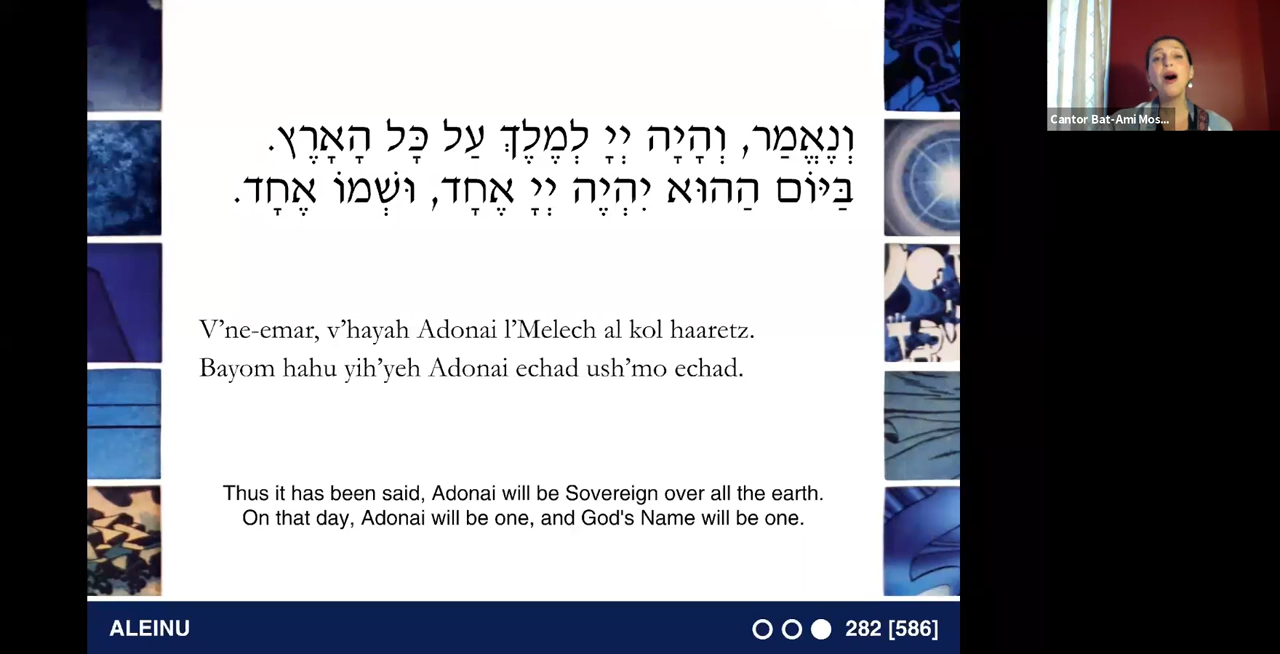 וְנֶאֱמַר, וְהָיָה יְיָ לְמֶלֶךְ עַל כָּל הָאָרֶץ.
בַּיּוֹם הַהוּא יִהְיֶה יְיָ אֶחָד, וּשְׁמוֹ אֶחָד.
V’ne-emar, v’hayah Adonai l’Melech al kol haaretz.
Bayom hahu yih’yeh Adonai echad ush’mo echad.
Thus it has been said, Adonai will be Sovereign over all the earth.
On that day, Adonai will be one, and God's Name will be one.
ALEINU
282 [586]
Cantor Bat-Ami Mos...